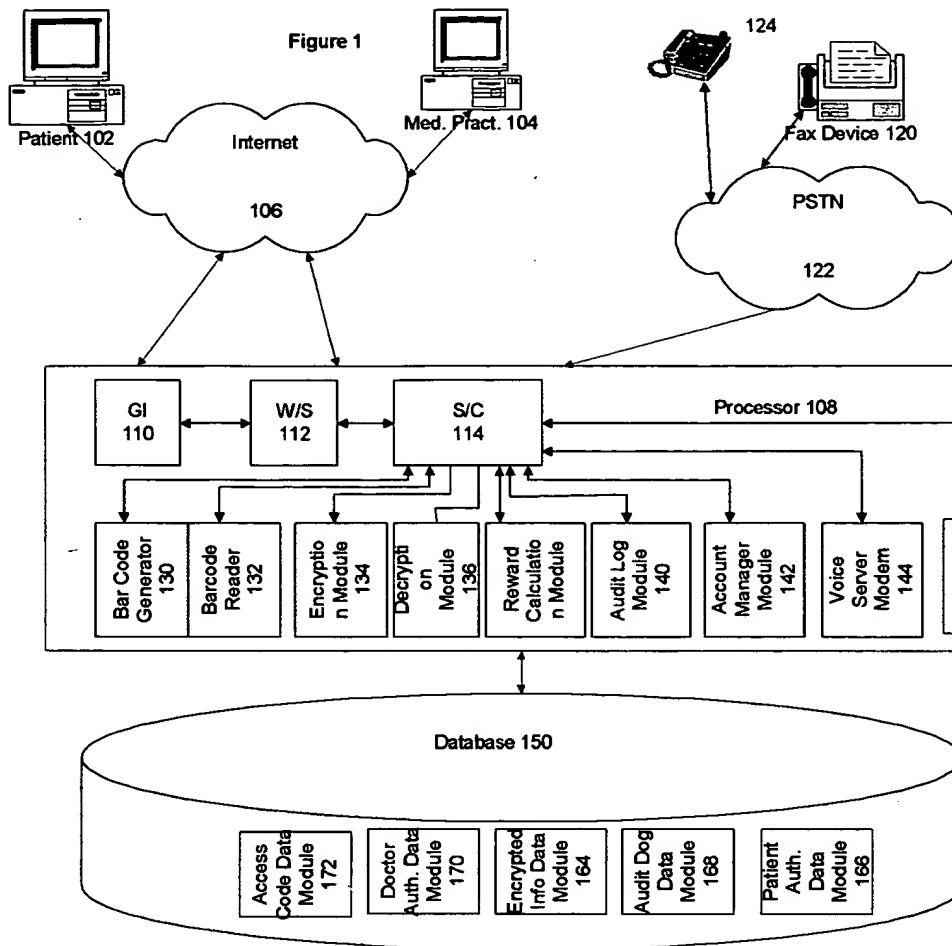 Figure 1
124
Patient 102
Med. Pract. 104
Fax Device 120
Internet
106
PSTN
122
GI
110
W/S
112
S/C
114
Processor 108
Bar Code
Generator
130
Barcode
Reader
132
Encryptio
n Module
134
Decrypti
on
Module
136
Reward
Calculatio
n Module
Audit Log
Module
140
Account
Manager
Module
142
Voice
Server
Modem
144
Database 150
Access
Code Data
Module
172
Doctor
Auth. Data
Module
170
Encrypted
Info Data
Module
164
Audit Dog
Data
Module
168
Patient
Auth.
Data
Module
166